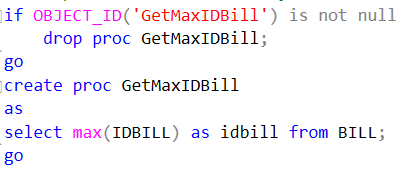 if OBJECT_ID('GetMaxIDBill') is not null
    drop proc GetMaxIDBill;
go
create proc GetMaxIDBill
as
select max(IDBILL) as idbill from BILL;
go